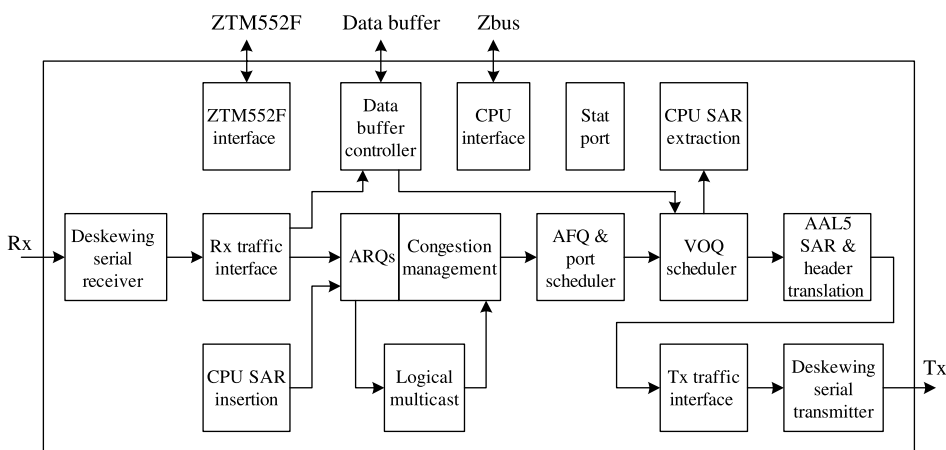 ZTM552F
Data buffer
Zbus
ZTM552F
interface
Data
buffer
controller
CPU
interface
Stat
port
CPU SAR
extraction
Rx
Deskewing
serial
receiver
Rx traffic
interface
ARQs
Congestion
management
AFQ &
port
scheduler
VOQ
scheduler
AAL5
SAR &
header
translation
CPU SAR
insertion
Logical
multicast
Tx traffic
interface
Deskewing
serial
transmitter
Tx